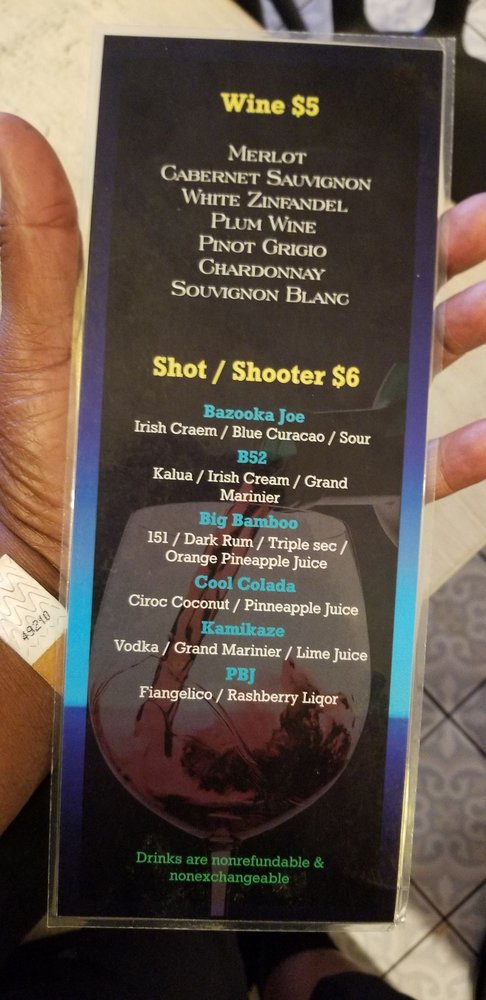 Wine $5
MERLOT
CABERNET SAUVIGNON
WHITE ZINFANDEL
PLUM WINE
PINOT GRIGIO
CHARDONNAY
SOUVIGNON BLANC
Shot / Shooter $6
Bazooka Joe
Irish Craem / Blue Curacao / Sour
B52
Kalua / Irish Cream / Grand
Marinier
Big Bamboo
151 / Dark Rum / Triple sec /
Orange Pineapple Juice
Cool Colada
Ciroc Coconut / Pinneapple Juice
Kamikaze
Vodka / Grand Marinier / Lime Juice
PBJ
Fiangelico / Rashberry Liqor
Drinks are nonrefundable &
nonexchangeable
49210